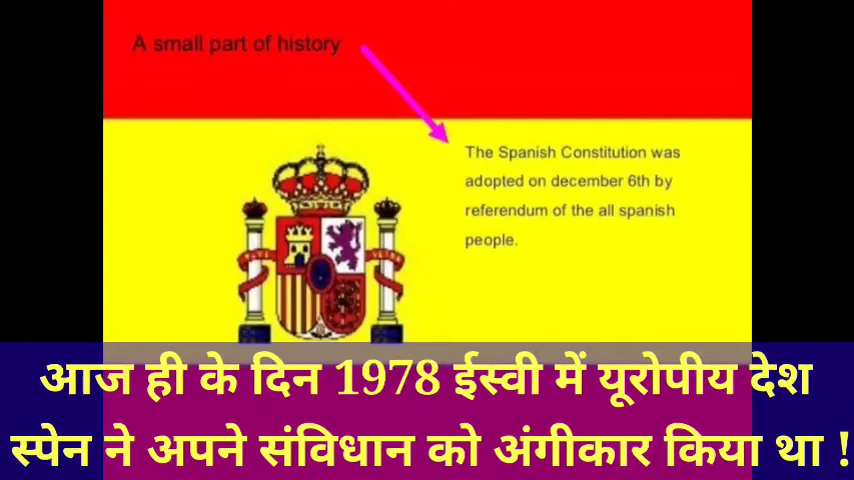 A small part of history
The Spanish Constitution was
adopted on december 6th by
referendum of the all spanish
people.
आज ही के दिन 1978 ईस्वी में यूरोपीय देश
स्पेन ने अपने संविधान को अंगीकार किया था !